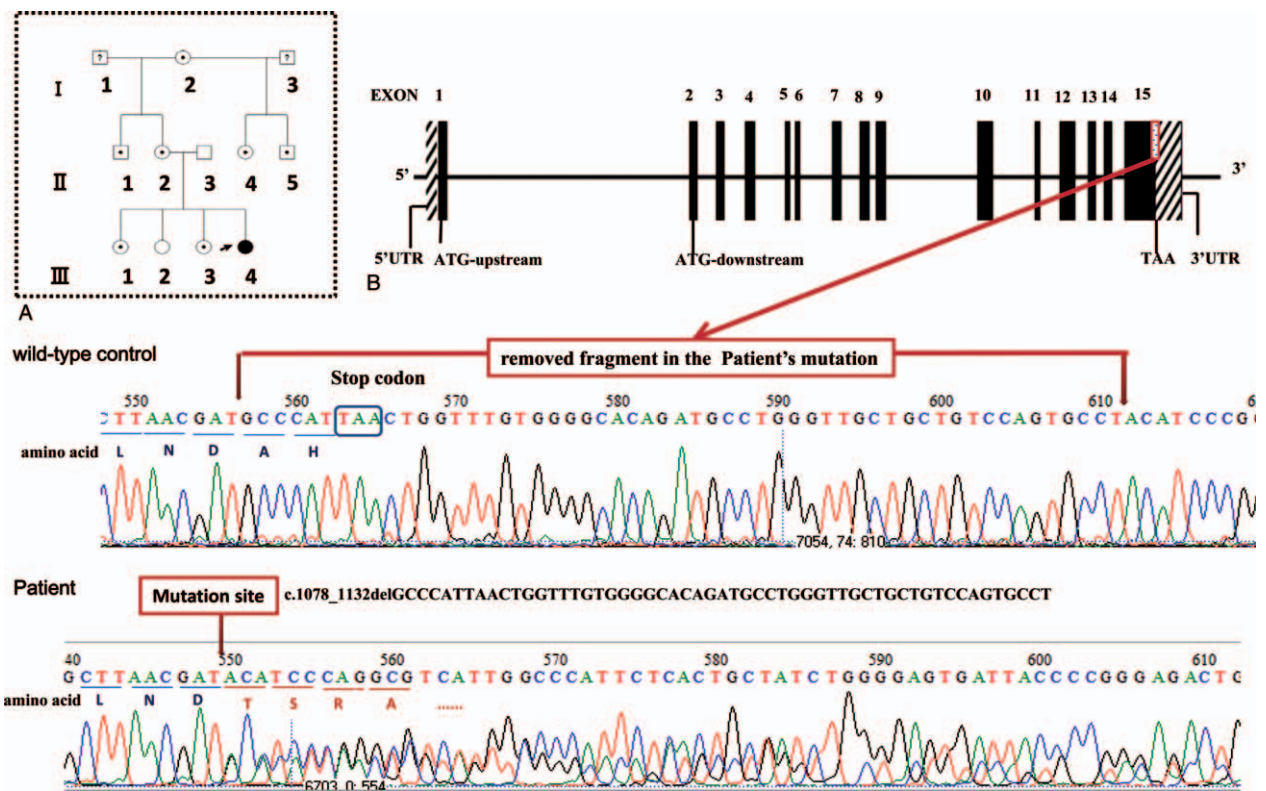 I
? ?
1 2 3
II
1 2 3 4 5
III
1 2 3 4
A
EXON 1 2 3 4 5 6 7 8 9 10 11 12 13 14 15
5' 3'
5'UTR ATG-upstream ATG-downstream TAA 3'UTR
B
wild-type control
removed fragment in the Patient's mutation
Stop codon
550 560 570 580 590 600 6
CTTAACGATGCCCATTAACTGGTTTGTGGGGCACAGATGCCTGGGTTGCTGCTGTCCAGTGCCTACATCCCG
amino acid L N D A H
7054, 74: 810
Patient
Mutation site c.1078_1132delGCCCATTAACTGGTTTGTGGGGCACAGATGCCTGGGTTGCTGCTGTCCAGTGCCT
40 550 560 570 580 590 600 610
GCTTAACGATACATCCCAGGCGTCATTGGCCCATTCTCACTGCTATCTGGGGAGTGATTACCCCGGGAGACTG
amino acid L N D T S R A ......
6703, 0: 554